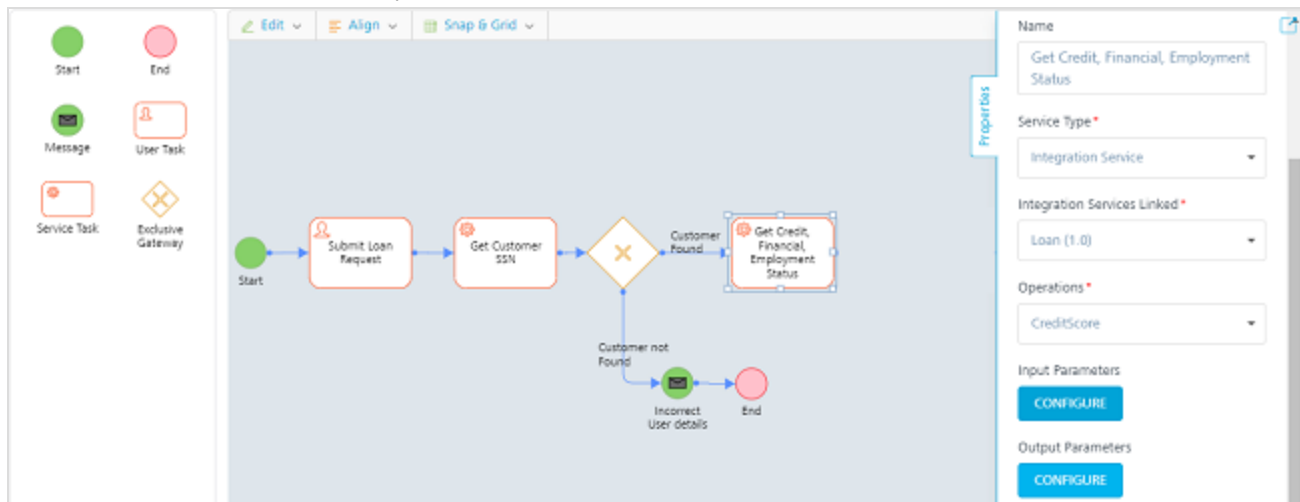 Edit
Align
Snap & Grid
Start
End
Message
User Task
Service Task
Exclusive
Gateway
Start
Submit Loan
Request
Get Customer
SSN
Customer
Found
Get Credit,
Financial,
Employment
Status
Customer not
Found
Incorrect
User details
End
Properties
Name
Get Credit, Financial, Employment
Status
Service Type*
Integration Service
Integration Services Linked*
Loan (1.0)
Operations*
CreditScore
Input Parameters
CONFIGURE
Output Parameters
CONFIGURE